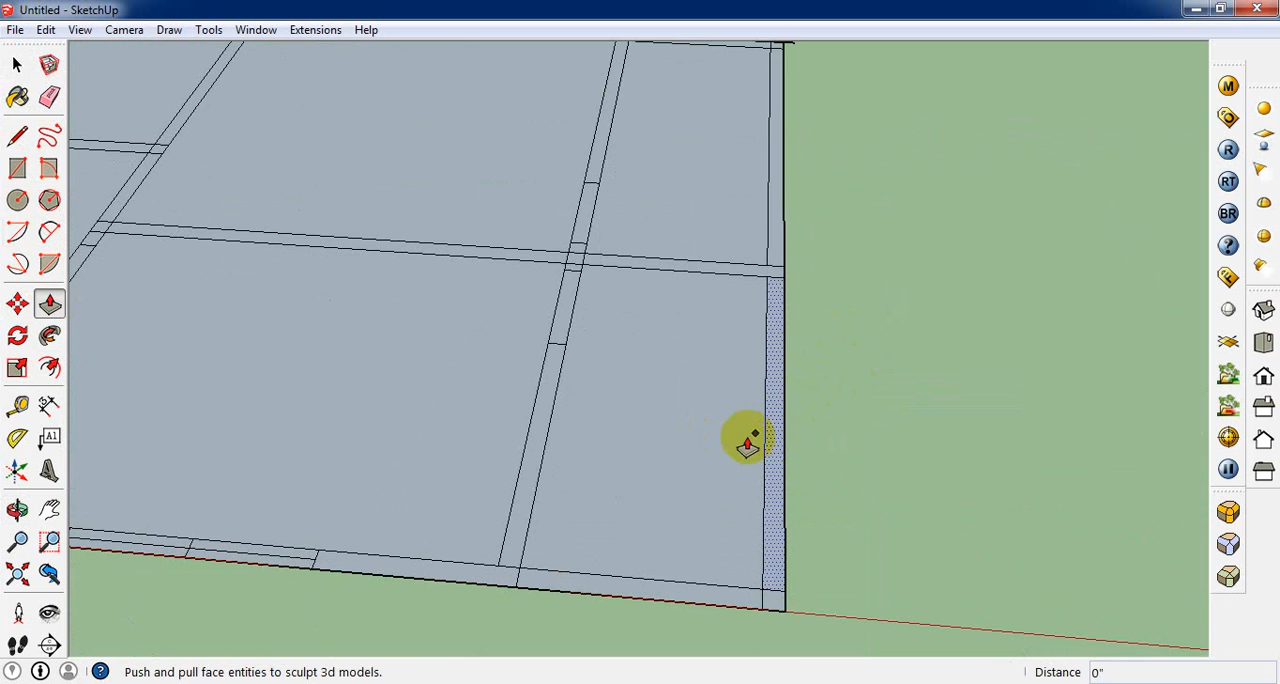 Untitled - SketchUp
File Edit View Camera Draw Tools Window Extensions Help
M
R
RT
BR
?
F
A1
A
? Push and pull face entities to sculpt 3d models. Distance 0"